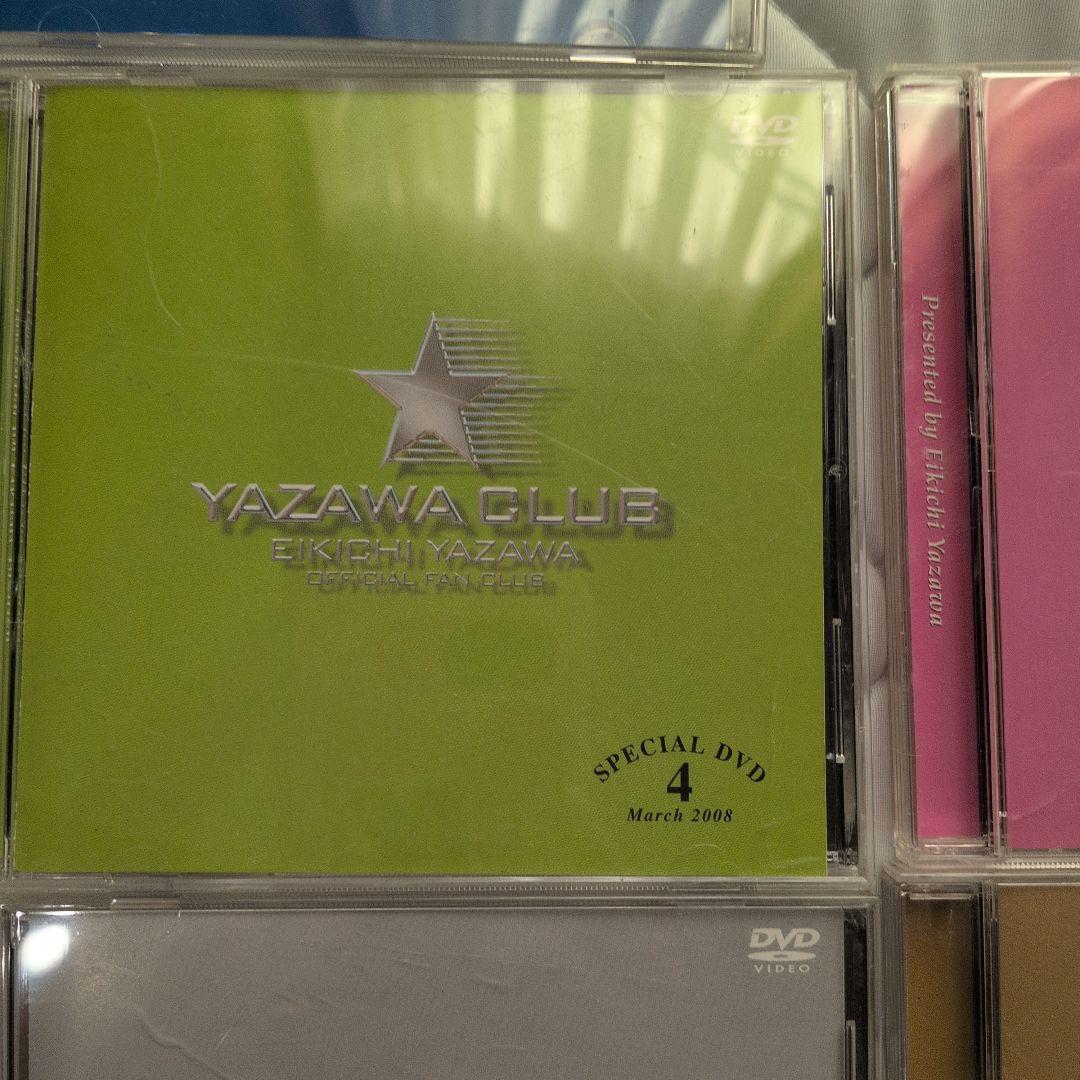 DVD
VIDEO
YAZAWA CLUB
EIKICHI YAZAWA
OFFICIAL FAN CLUB
SPECIAL DVD
4
March 2008
Presented by Eikichi Yazawa
DVD
VIDEO